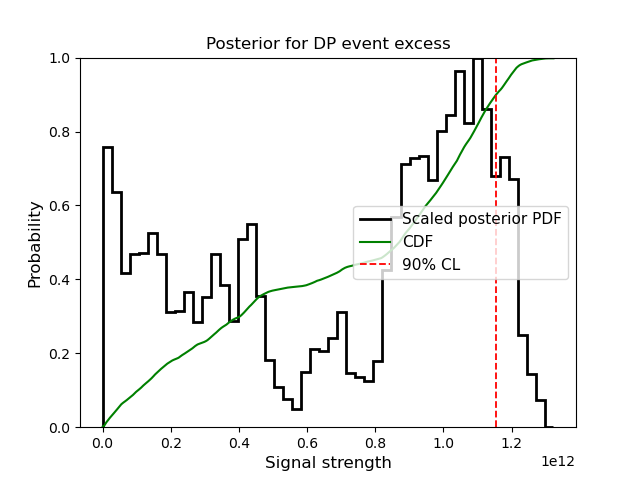 Posterior for DP event excess
Probability
1.0
0.8
0.6
0.4
0.2
0.0
Scaled posterior PDF
CDF
90% CL
0.0 0.2 0.4 0.6 0.8 1.0 1.2
1e12
Signal strength